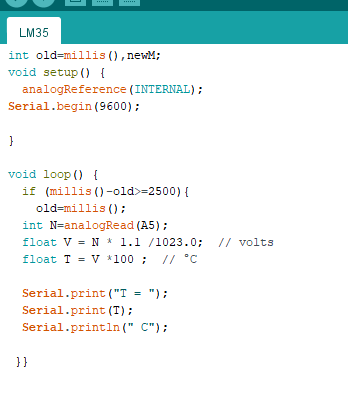 LM35
int old=millis(),newM;
void setup() {
  analogReference(INTERNAL);
Serial.begin(9600);
}
void loop() {
  if (millis()-old>=2500){
    old=millis();
  int N=analogRead(A5);
  float V = N * 1.1 /1023.0;  // volts
  float T = V *100 ;  // °C
  Serial.print("T = ");
  Serial.print(T);
  Serial.println(" C");
 }}